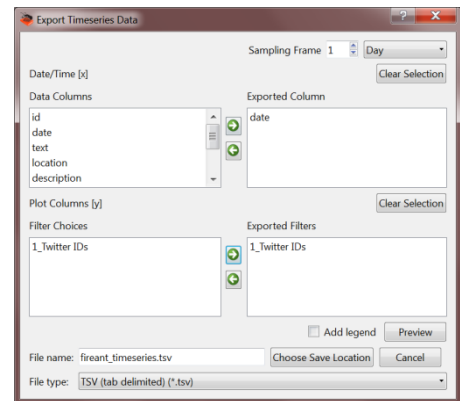 Export Timeseries Data
Sampling Frame 1 Day
Date/Time [x] Clear Selection
Data Columns Exported Column
id date
date
text
location
description
Plot Columns [y] Clear Selection
Filter Choices Exported Filters
1_Twitter IDs 1_Twitter IDs
Add legend Preview
File name: fireant_timeseries.tsv Choose Save Location Cancel
File type: TSV (tab delimited) (*.tsv)